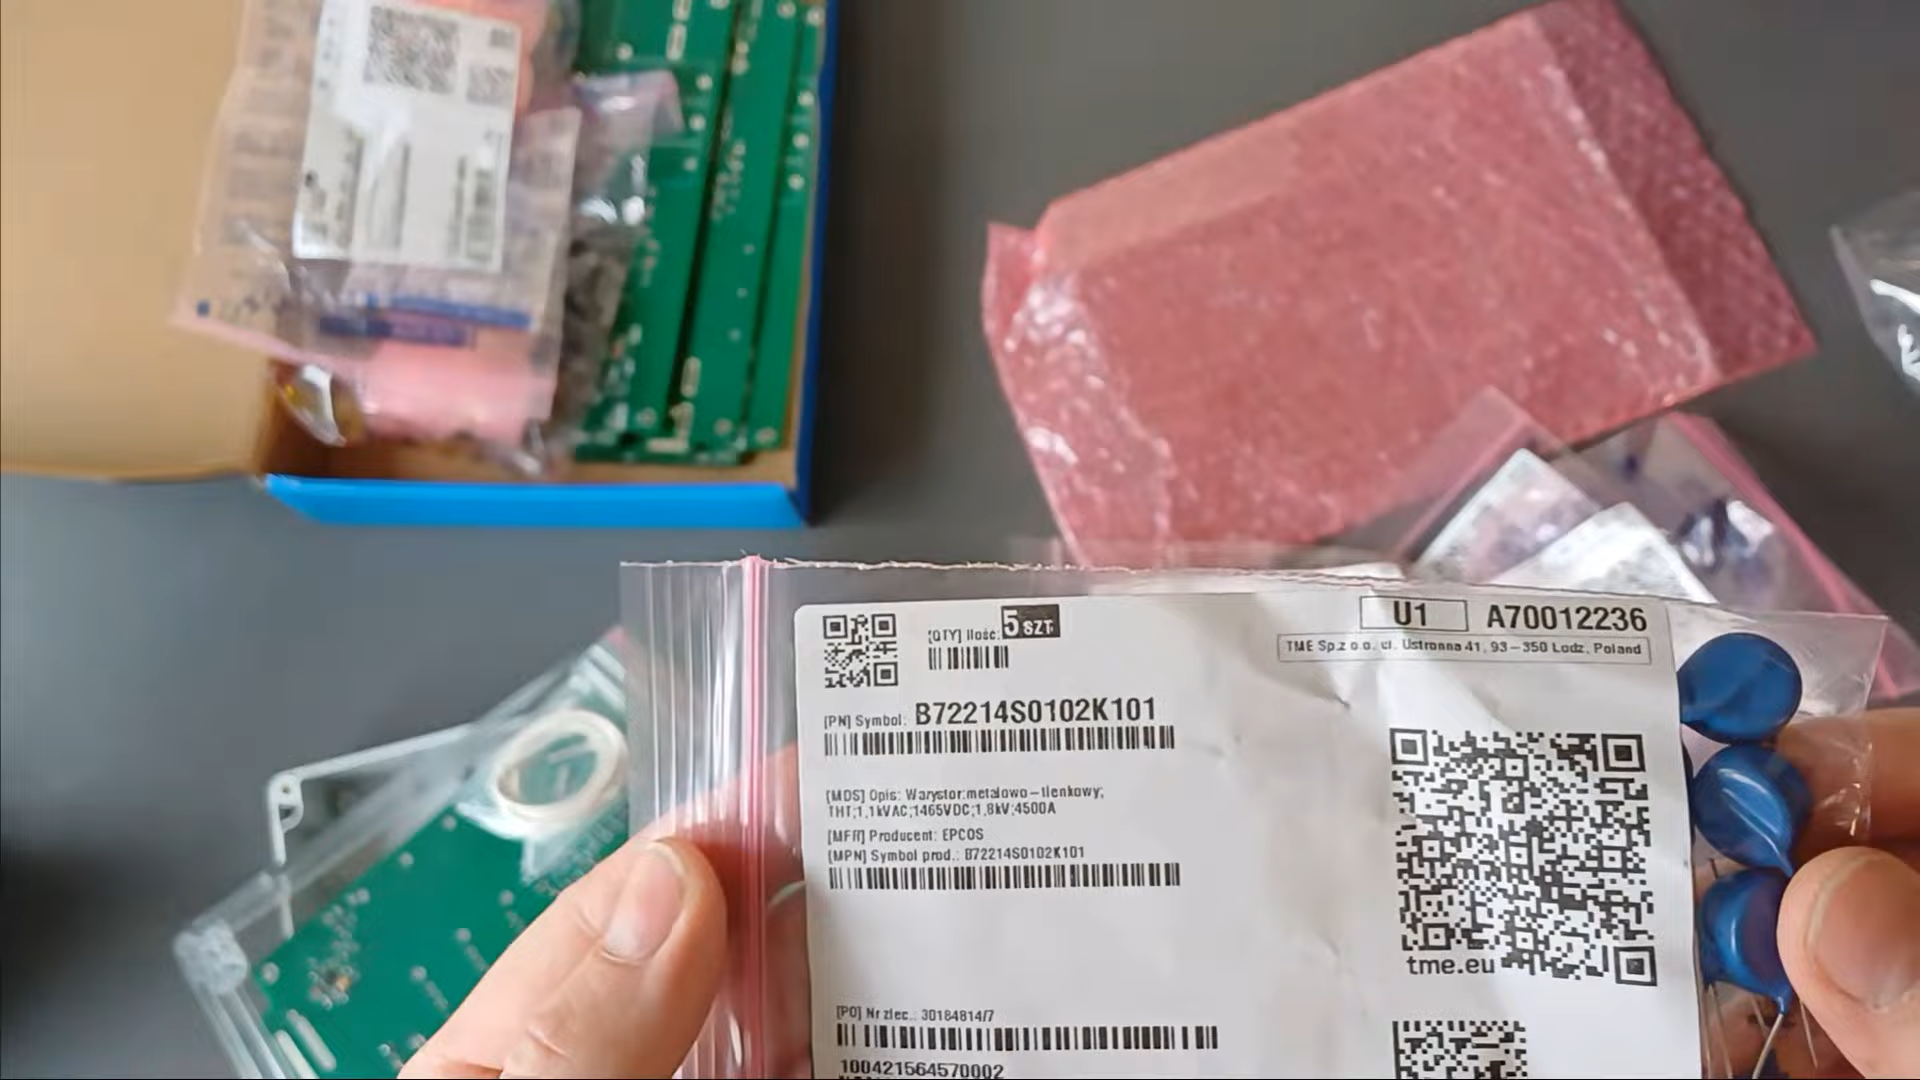 [QTY] Ilość: 5 SZT
U1 A70012236
TME Sp.z o.o. ul. Ustronna 41, 93-350 Lodz, Poland
[PN] Symbol: B72214S0102K101
[MDS] Opis: Warystor:metalowo-tlenkowy;
THT;1,1kVAC;1465VDC;1,8kV;4500A
[MFR] Producent: EPCOS
[MPN] Symbol prod.: B72214S0102K101
tme.eu
[PO] Nr zlec.: 30184814/7
100421564570002